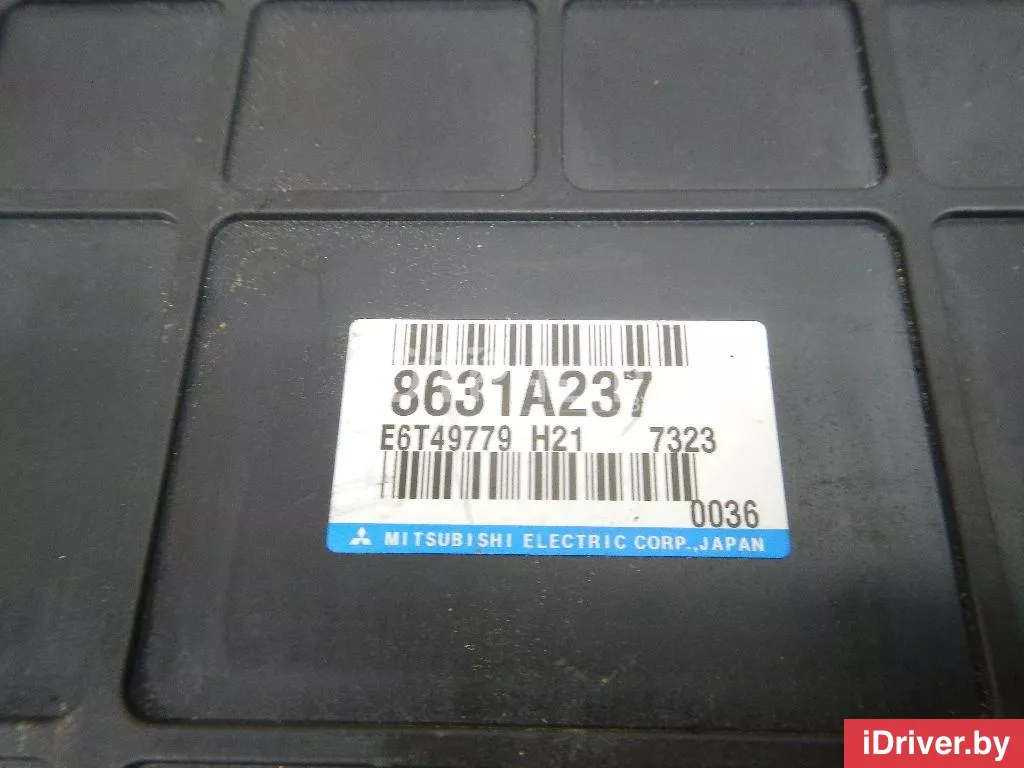 8631A237
E6T49779 H21 7323
0036
MITSUBISHI ELECTRIC CORP.,JAPAN
iDriver.by